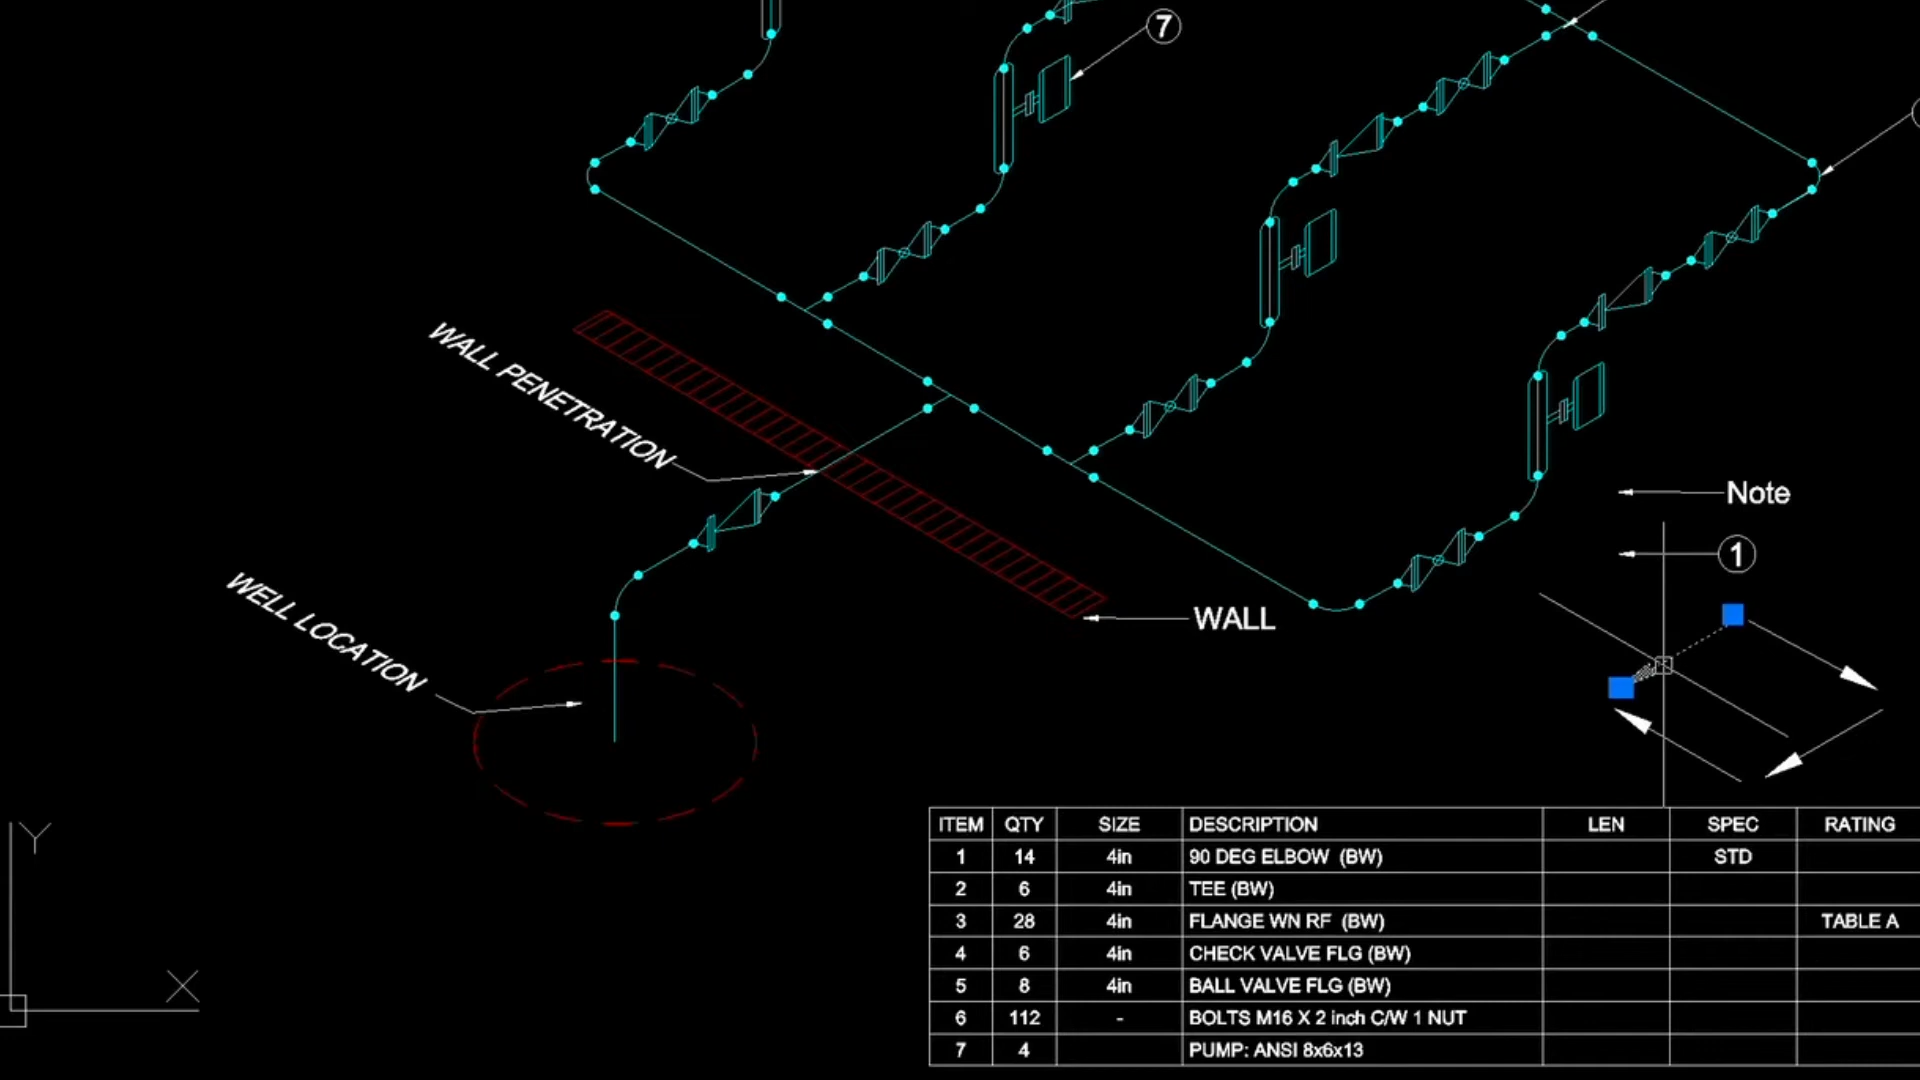 7
WALL PENETRATION
Note
1
WELL LOCATION
WALL
Y
X
ITEM QTY SIZE DESCRIPTION LEN SPEC RATING
1 14 4in 90 DEG ELBOW (BW) STD
2 6 4in TEE (BW)
3 28 4in FLANGE WN RF (BW) TABLE A
4 6 4in CHECK VALVE FLG (BW)
5 8 4in BALL VALVE FLG (BW)
6 112 - BOLTS M16 X 2 inch C/W 1 NUT
7 4 PUMP: ANSI 8x6x13